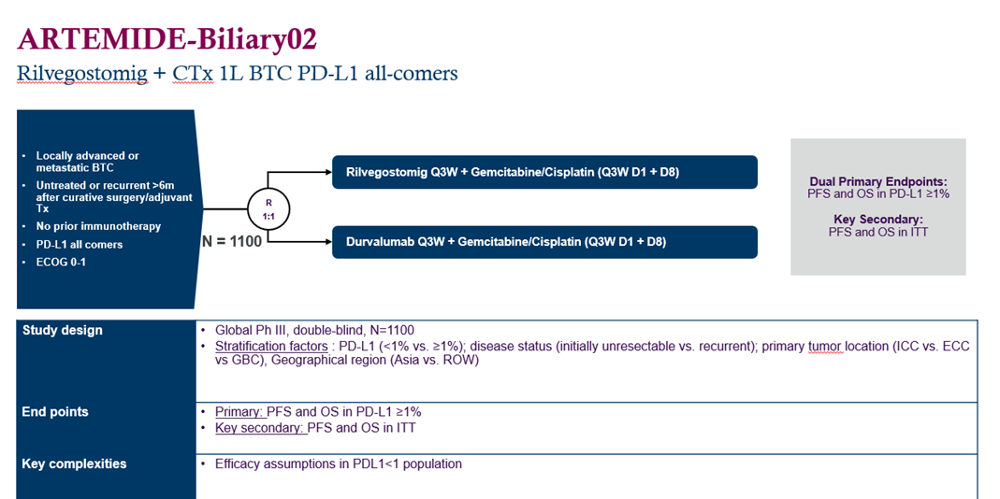 ARTEMIDE-Biliary02
Rilvegostomig + CTx 1L BTC PD-L1 all-comers
• Locally advanced or
metastatic BTC
• Untreated or recurrent >6m
after curative surgery/adjuvant
Tx
• No prior immunotherapy
• PD-L1 all comers
• ECOG 0-1
R
1:1
N = 1100
Rilvegostomig Q3W + Gemcitabine/Cisplatin (Q3W D1 + D8)
Durvalumab Q3W + Gemcitabine/Cisplatin (Q3W D1 + D8)
Dual Primary Endpoints:
PFS and OS in PD-L1 ≥1%
Key Secondary:
PFS and OS in ITT
Study design
• Global Ph III, double-blind, N=1100
• Stratification factors : PD-L1 (<1% vs. ≥1%); disease status (initially unresectable vs. recurrent); primary tumor location (ICC vs. ECC
vs GBC), Geographical region (Asia vs. ROW)
End points
• Primary: PFS and OS in PD-L1 ≥1%
• Key secondary: PFS and OS in ITT
Key complexities
• Efficacy assumptions in PDL1<1 population